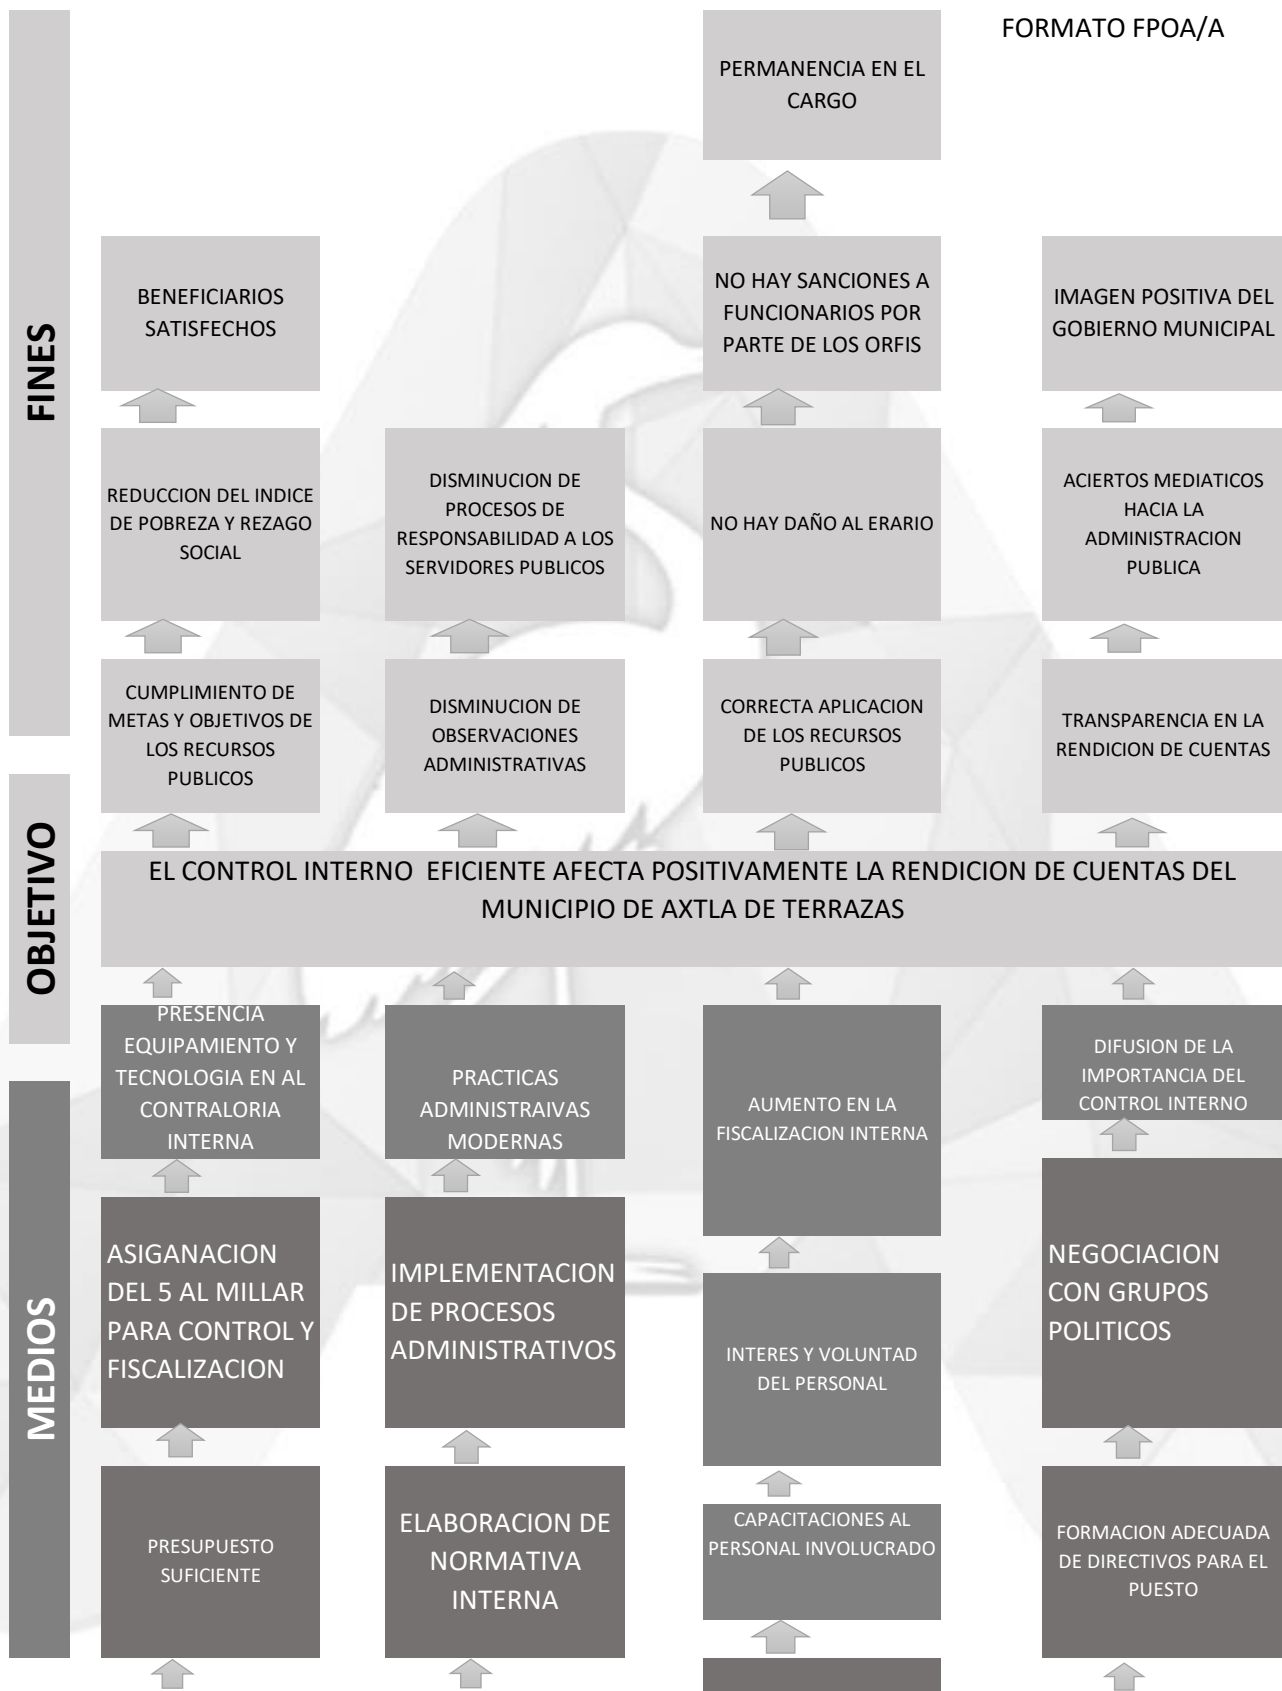 FORMATO FPOA/A
FINES
PERMANENCIA EN EL
CARGO
BENEFICIARIOS
SATISFECHOS
NO HAY SANCIONES A
FUNCIONARIOS POR
PARTE DE LOS ORFIS
IMAGEN POSITIVA DEL
GOBIERNO MUNICIPAL
REDUCCION DEL INDICE
DE POBREZA Y REZAGO
SOCIAL
DISMINUCION DE
PROCESOS DE
RESPONSABILIDAD A LOS
SERVIDORES PUBLICOS
NO HAY DAÑO AL ERARIO
ACIERTOS MEDIATICOS
HACIA LA
ADMINISTRACION
PUBLICA
CUMPLIMIENTO DE
METAS Y OBJETIVOS DE
LOS RECURSOS
PUBLICOS
DISMINUCION DE
OBSERVACIONES
ADMINISTRATIVAS
CORRECTA APLICACION
DE LOS RECURSOS
PUBLICOS
TRANSPARENCIA EN LA
RENDICION DE CUENTAS
OBJETIVO
EL CONTROL INTERNO EFICIENTE AFECTA POSITIVAMENTE LA RENDICION DE CUENTAS DEL
MUNICIPIO DE AXTLA DE TERRAZAS
MEDIOS
PRESENCIA
EQUIPAMIENTO Y
TECNOLOGIA EN AL
CONTRALORIA
INTERNA
PRACTICAS
ADMINISTRAIVAS
MODERNAS
AUMENTO EN LA
FISCALIZACION INTERNA
DIFUSION DE LA
IMPORTANCIA DEL
CONTROL INTERNO
ASIGANACION
DEL 5 AL MILLAR
PARA CONTROL Y
FISCALIZACION
IMPLEMENTACION
DE PROCESOS
ADMINISTRATIVOS
INTERES Y VOLUNTAD
DEL PERSONAL
NEGOCIACION
CON GRUPOS
POLITICOS
PRESUPUESTO
SUFICIENTE
ELABORACION DE
NORMATIVA
INTERNA
CAPACITACIONES AL
PERSONAL INVOLUCRADO
FORMACION ADECUADA
DE DIRECTIVOS PARA EL
PUESTO